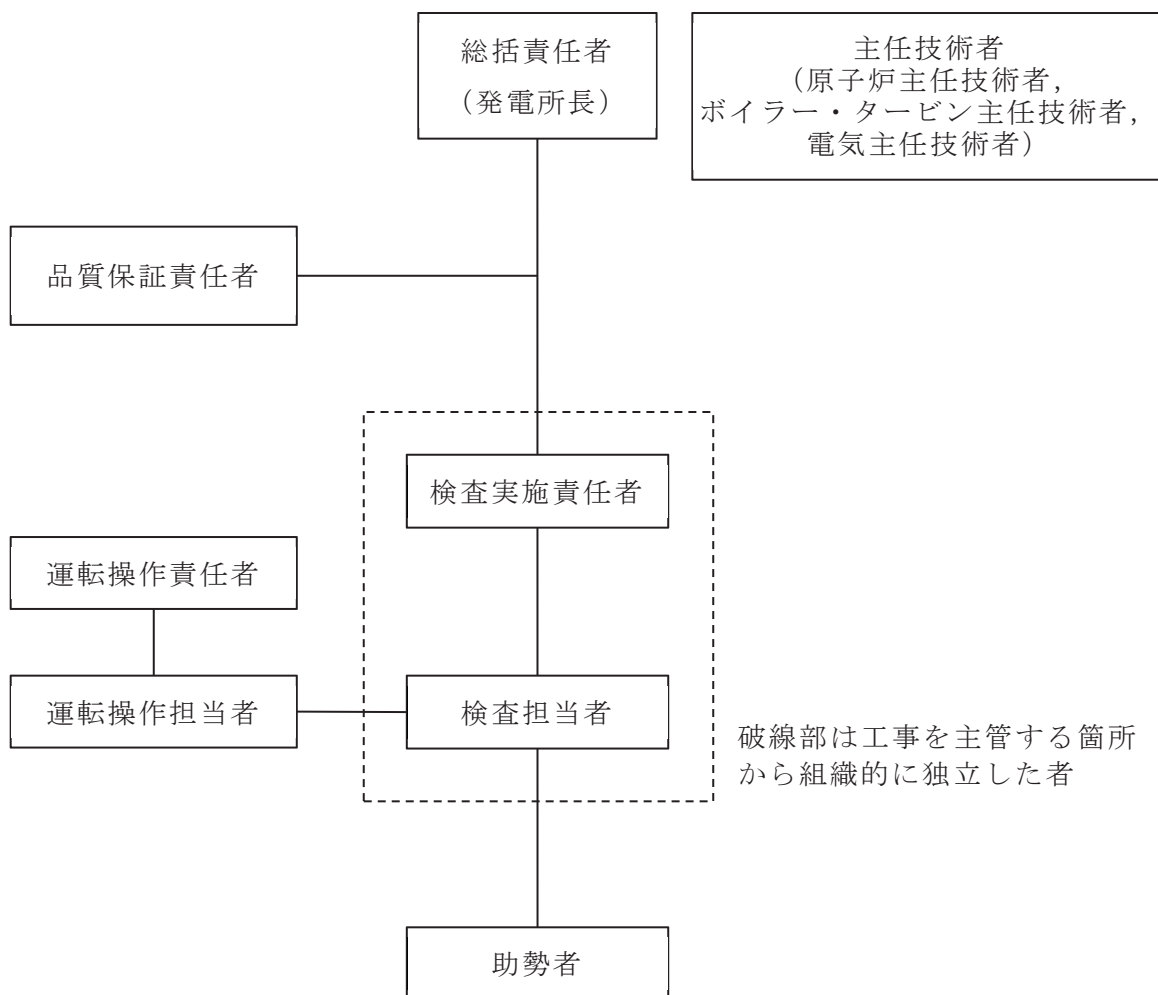 総括責任者
（発電所長）
主任技術者
（原子炉主任技術者，
ボイラー・タービン主任技術者，
電気主任技術者）
品質保証責任者
検査実施責任者
運転操作責任者
運転操作担当者
検査担当者
破線部は工事を主管する箇所
から組織的に独立した者
助勢者